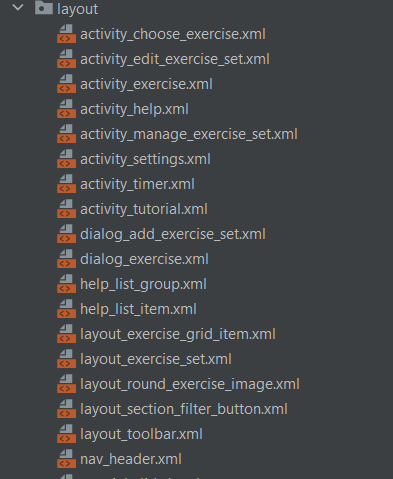 layout
activity_choose_exercise.xml
activity_edit_exercise_set.xml
activity_exercise.xml
activity_help.xml
activity_manage_exercise_set.xml
activity_settings.xml
activity_timer.xml
activity_tutorial.xml
dialog_add_exercise_set.xml
dialog_exercise.xml
help_list_group.xml
help_list_item.xml
layout_exercise_grid_item.xml
layout_exercise_set.xml
layout_round_exercise_image.xml
layout_section_filter_button.xml
layout_toolbar.xml
nav_header.xml